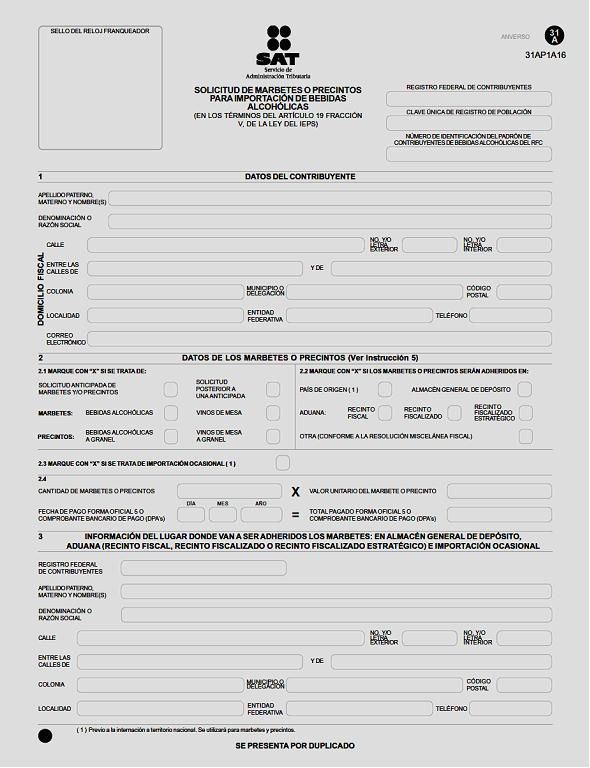 SELLO DEL RELOJ FRANQUEADOR
SAT
Servicio de
Administración Tributaria
ANVERSO
31
A
31AP1A16
SOLICITUD DE MARBETES O PRECINTOS
PARA IMPORTACIÓN DE BEBIDAS
ALCOHÓLICAS
(EN LOS TÉRMINOS DEL ARTÍCULO 19 FRACCIÓN
V, DE LA LEY DEL IEPS)
REGISTRO FEDERAL DE CONTRIBUYENTES
CLAVE ÚNICA DE REGISTRO DE POBLACIÓN
NÚMERO DE IDENTIFICACIÓN DEL PADRÓN DE
CONTRIBUYENTES DE BEBIDAS ALCOHÓLICAS DEL RFC
1 DATOS DEL CONTRIBUYENTE
APELLIDO PATERNO,
MATERNO Y NOMBRE(S)
DENOMINACIÓN O
RAZÓN SOCIAL
DOMICILIO FISCAL
CALLE
NO. Y/O
LETRA
EXTERIOR
NO. Y/O
LETRA
INTERIOR
ENTRE LAS
CALLES DE
Y DE
COLONIA
MUNICIPIO O
DELEGACIÓN
CÓDIGO
POSTAL
LOCALIDAD
ENTIDAD
FEDERATIVA
TELÉFONO
CORREO
ELECTRÓNICO
2 DATOS DE LOS MARBETES O PRECINTOS (Ver Instrucción 5)
2.1 MARQUE CON "X" SI SE TRATA DE:
SOLICITUD ANTICIPADA DE
MARBETES Y/O PRECINTOS
SOLICITUD
POSTERIOR A
UNA ANTICIPADA
MARBETES: BEBIDAS ALCOHÓLICAS
VINOS DE MESA
PRECINTOS: BEBIDAS ALCOHÓLICAS
A GRANEL
VINOS DE MESA
A GRANEL
2.2 MARQUE CON "X" SI LOS MARBETES O PRECINTOS SERÁN ADHERIDOS EN:
PAÍS DE ORIGEN ( 1 )
ALMACÉN GENERAL DE DEPÓSITO
ADUANA:
RECINTO
FISCAL
RECINTO
FISCALIZADO
RECINTO
FISCALIZADO
ESTRATÉGICO
OTRA (CONFORME A LA RESOLUCIÓN MISCELÁNEA FISCAL)
2.3 MARQUE CON "X" SI SE TRATA DE IMPORTACIÓN OCASIONAL ( 1 )
2.4
CANTIDAD DE MARBETES O PRECINTOS
X
VALOR UNITARIO DEL MARBETE O PRECINTO
DÍA MES AÑO
FECHA DE PAGO FORMA OFICIAL 5 O
COMPROBANTE BANCARIO DE PAGO (DPA's)
=
TOTAL PAGADO FORMA OFICIAL 5 O
COMPROBANTE BANCARIO DE PAGO (DPA's)
3 INFORMACIÓN DEL LUGAR DONDE VAN A SER ADHERIDOS LOS MARBETES: EN ALMACÉN GENERAL DE DEPÓSITO,
ADUANA (RECINTO FISCAL, RECINTO FISCALIZADO O RECINTO FISCALIZADO ESTRATÉGICO) E IMPORTACIÓN OCASIONAL
REGISTRO FEDERAL
DE CONTRIBUYENTES
APELLIDO PATERNO,
MATERNO Y NOMBRE(S)
DENOMINACIÓN O
RAZÓN SOCIAL
CALLE
NO. Y/O
LETRA
EXTERIOR
NO. Y/O
LETRA
INTERIOR
ENTRE LAS
CALLES DE
Y DE
COLONIA
MUNICIPIO O
DELEGACIÓN
CÓDIGO
POSTAL
LOCALIDAD
ENTIDAD
FEDERATIVA
TELÉFONO
( 1 ) Previo a la internación a territorio nacional. Se utilizará para marbetes y precintos.
SE PRESENTA POR DUPLICADO